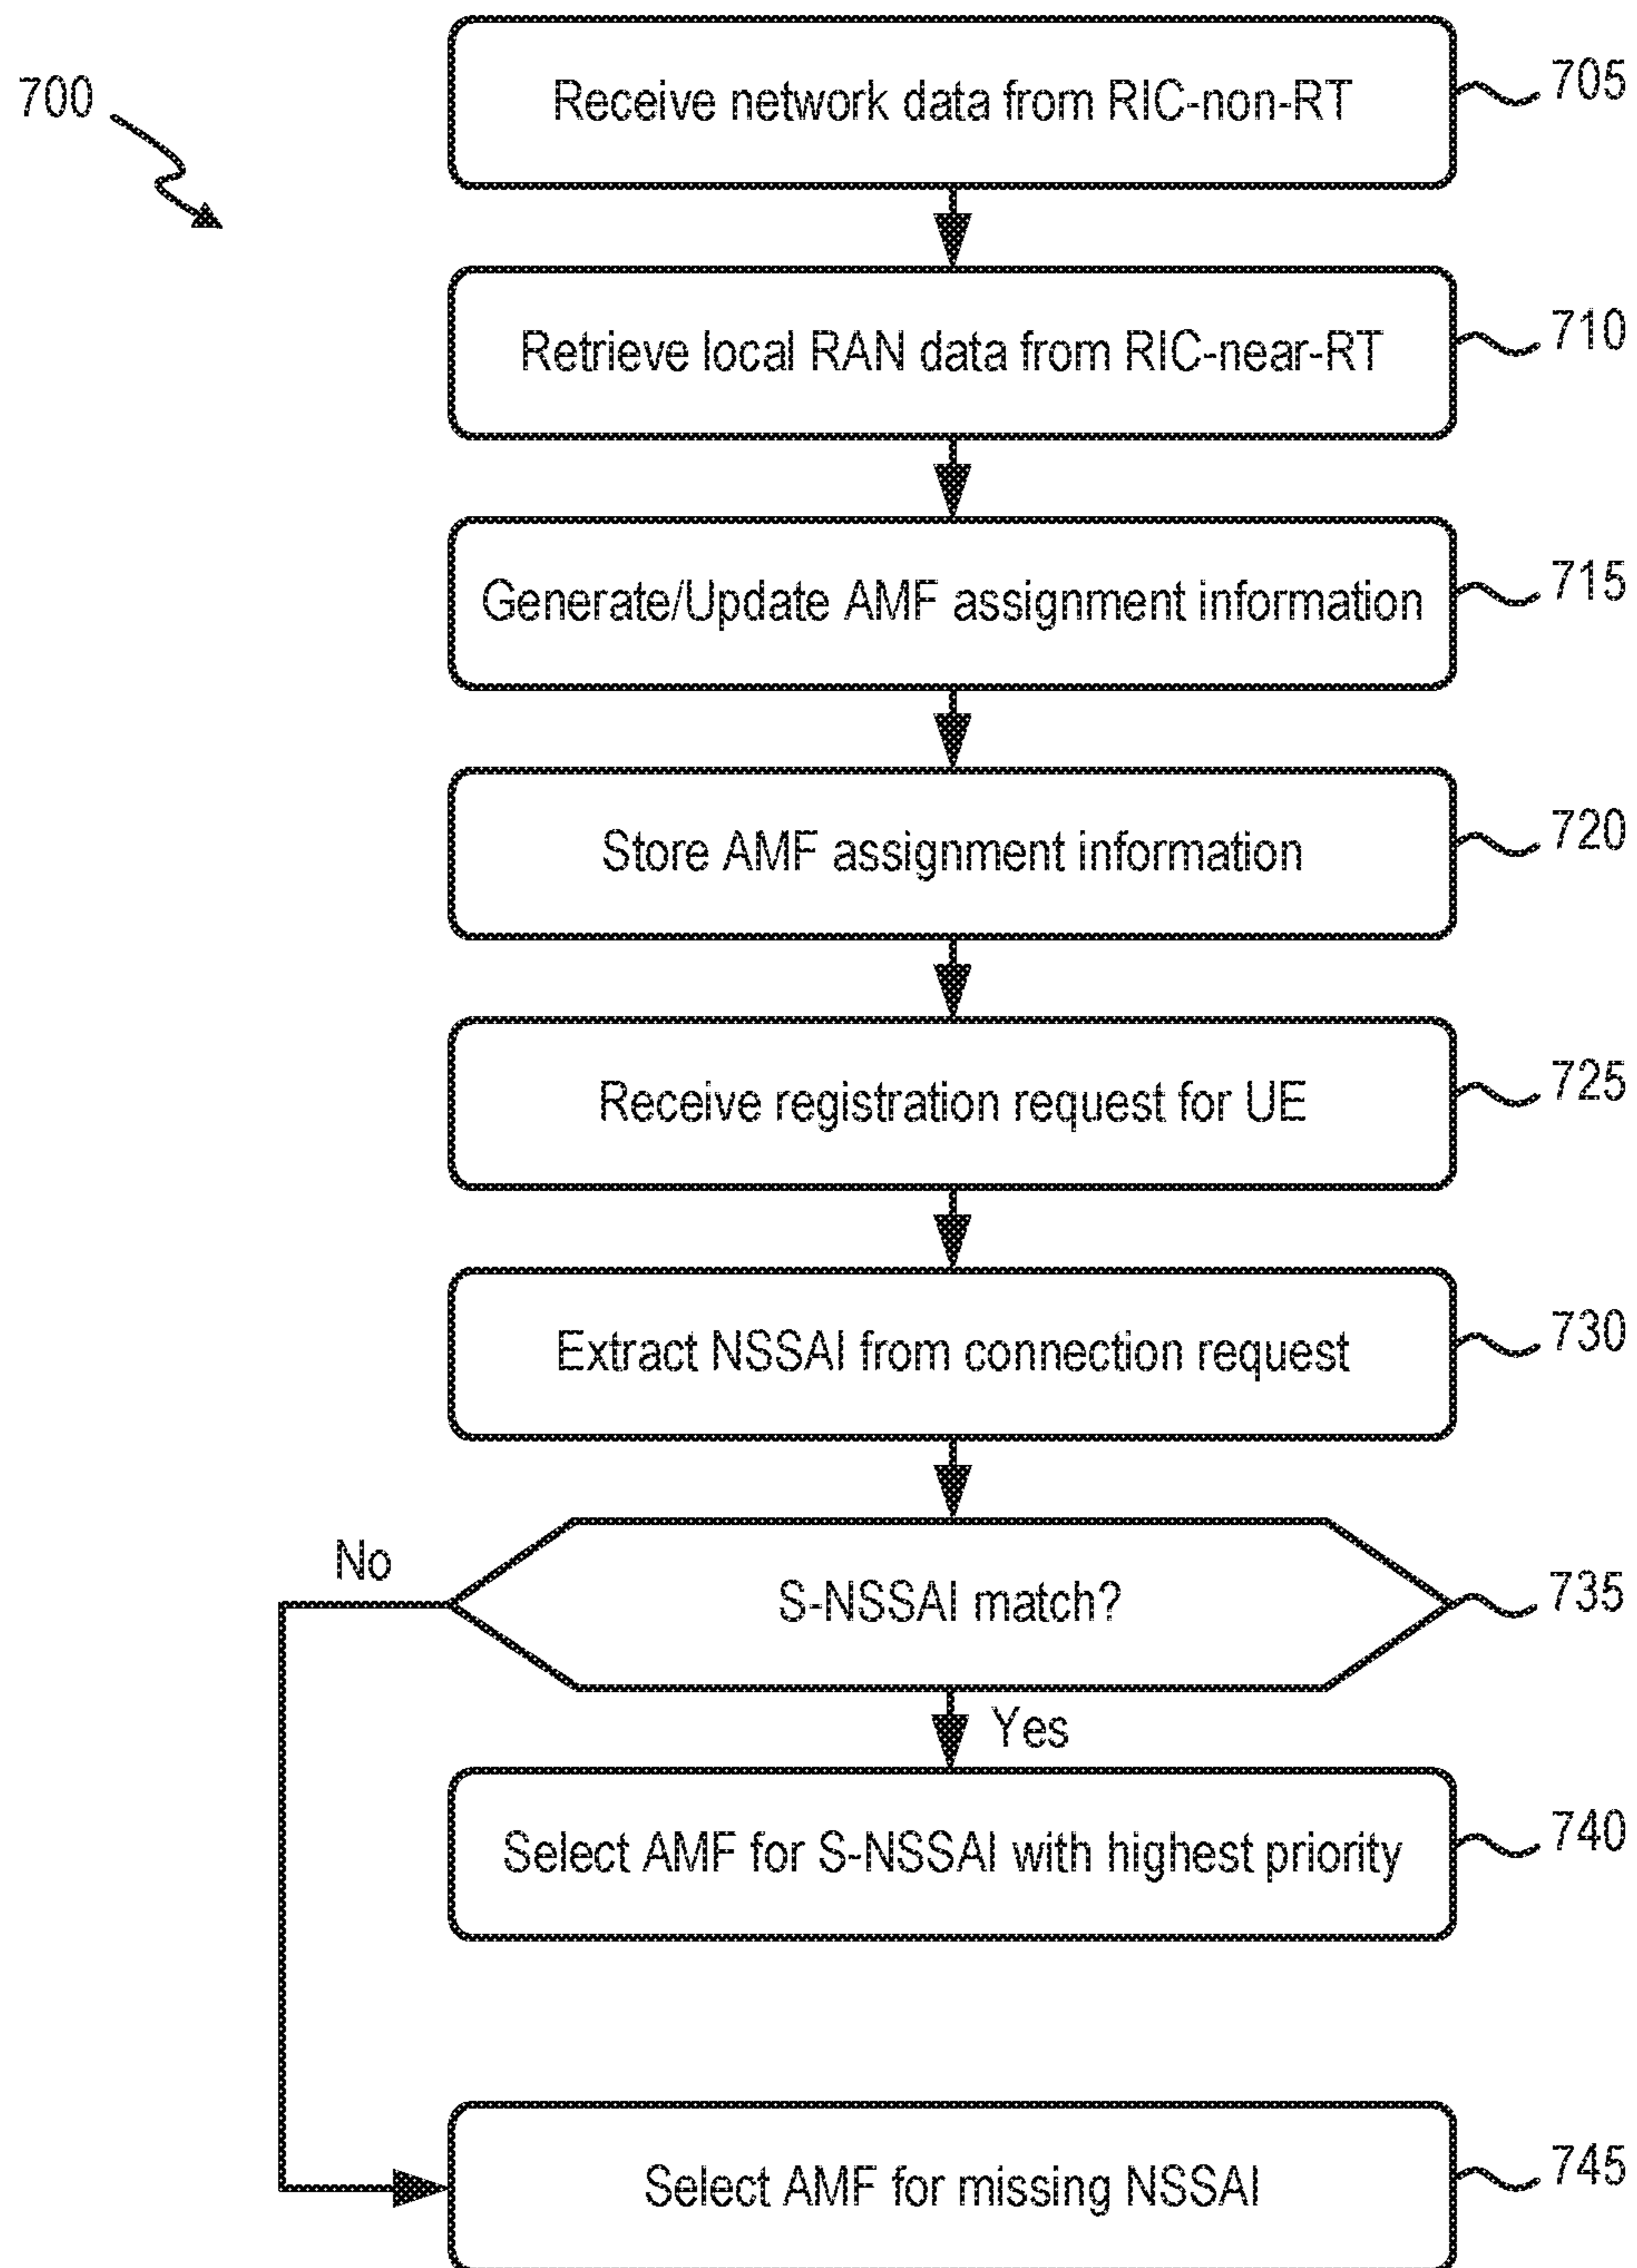 700
Receive network data from RIC-non-RT
705
Retrieve local RAN data from RIC-near-RT
710
Generate/Update AMF assignment information
715
Store AMF assignment information
720
Receive registration request for UE
725
Extract NSSAI from connection request
730
No
S-NSSAI match?
735
Yes
Select AMF for S-NSSAI with highest priority
740
Select AMF for missing NSSAI
745